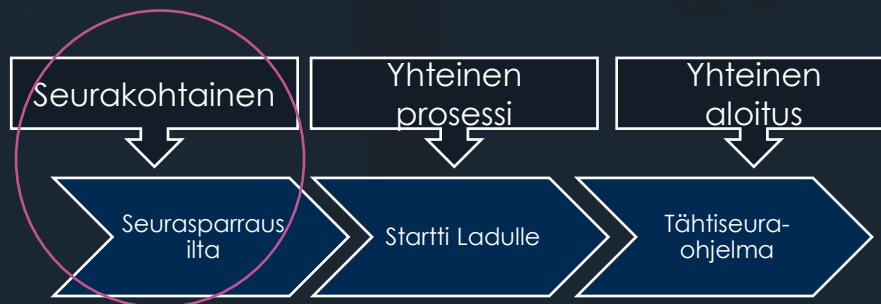 Seurakohtainen
Yhteinen
prosessi
Yhteinen
aloitus
Seurasparraus
ilta
Startti Ladulle
Tähtiseura-
ohjelma